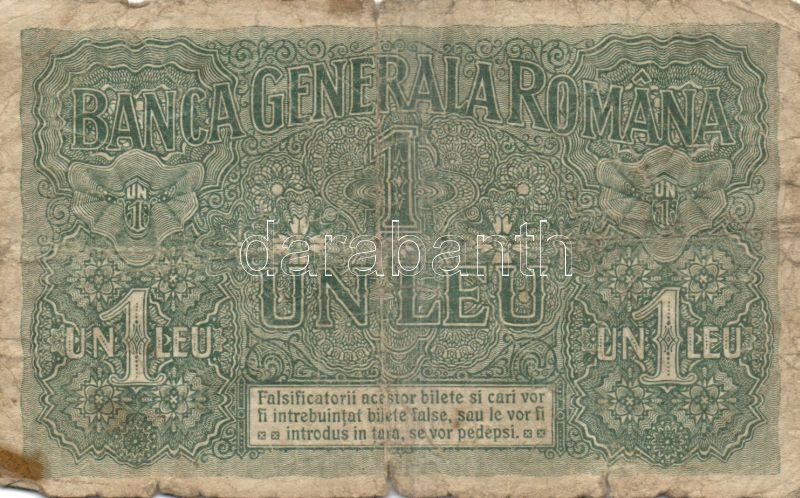 BANCA GENERALA ROMÂNA
UN
1
UN
1
darabanth
UN LEU
UN 1 LEU
UN 1 LEU
Falsificatorii acestor bilete si cari vor
fi intrebuințat bilete false, sau le vor fi
introdus in țara, se vor pedepsi.